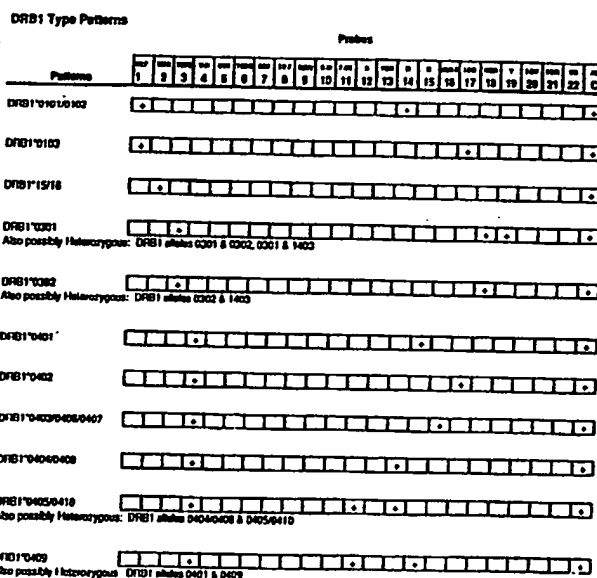 DRB1 Type Patterns
Probes
Patterns
1 2 3 4 5 6 7 8 9 10 11 12 13 14 15 16 17 18 19 20 21 22 C
DRB1*0101/0102
DRB1*0103
DRB1*15/16
DRB1*0301
Also possibly Heterozygous: DRB1 alleles 0301 & 0302, 0301 & 1403
DRB1*0302
Also possibly Heterozygous: DRB1 alleles 0302 & 1403
DRB1*0401
DRB1*0402
DRB1*0403/0406/0407
DRB1*0404/0408
DRB1*0405/0410
Also possibly Heterozygous: DRB1 alleles 0404/0408 & 0405/0410
DRB1*0409
Also possibly Heterozygous DRB1 alleles 0401 & 0409